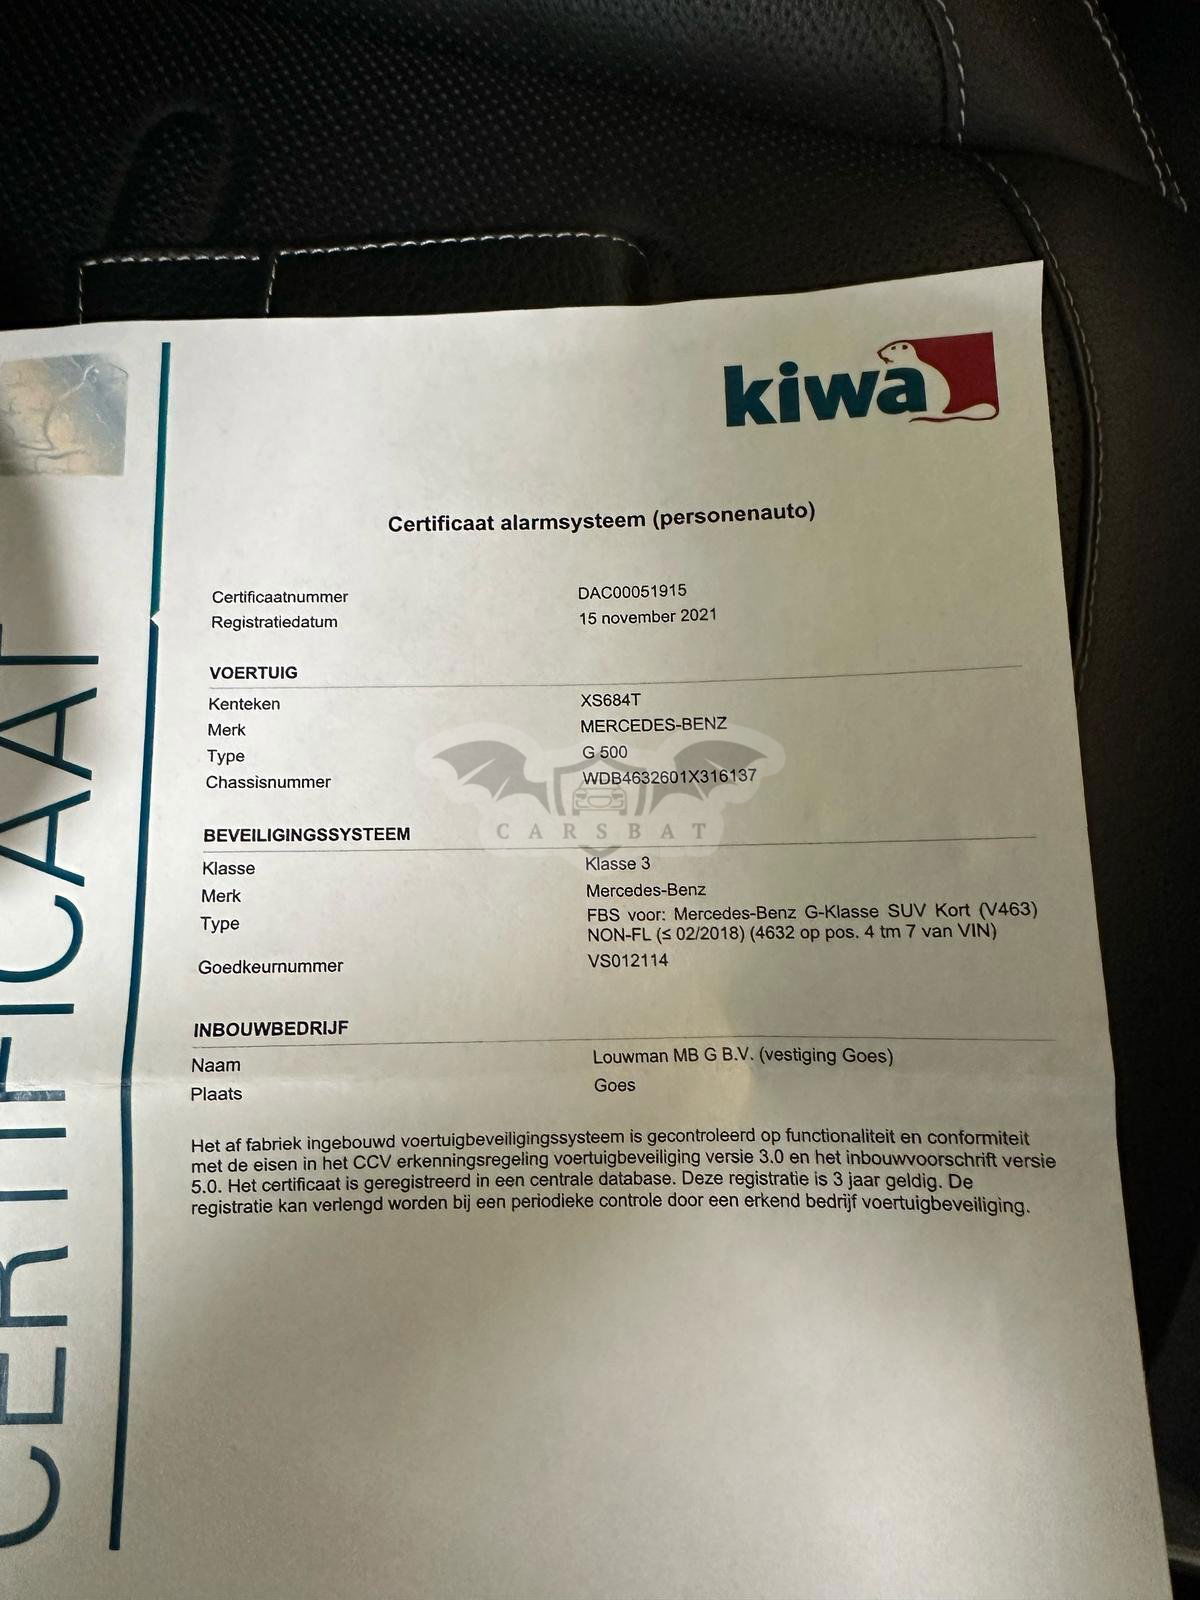 kiwa
Certificaat alarmsysteem (personenauto)
Certificaatnummer DAC00051915
Registratiedatum 15 november 2021
VOERTUIG
Kenteken XS684T
Merk MERCEDES-BENZ
Type G 500
Chassisnummer WDB4632601X316137
CARSBAT
BEVEILIGINGSSYSTEEM
Klasse Klasse 3
Merk Mercedes-Benz
Type FBS voor: Mercedes-Benz G-Klasse SUV Kort (V463)
NON-FL (≤ 02/2018) (4632 op pos. 4 tm 7 van VIN)
Goedkeurnummer VS012114
INBOUWBEDRIJF
Naam Louwman MB G B.V. (vestiging Goes)
Plaats Goes
Het af fabriek ingebouwd voertuigbeveiligingssysteem is gecontroleerd op functionaliteit en conformiteit
met de eisen in het CCV erkenningsregeling voertuigbeveiliging versie 3.0 en het inbouwvoorschrift versie
5.0. Het certificaat is geregistreerd in een centrale database. Deze registratie is 3 jaar geldig. De
registratie kan verlengd worden bij een periodieke controle door een erkend bedrijf voertuigbeveiliging.
CERTIFICAAT